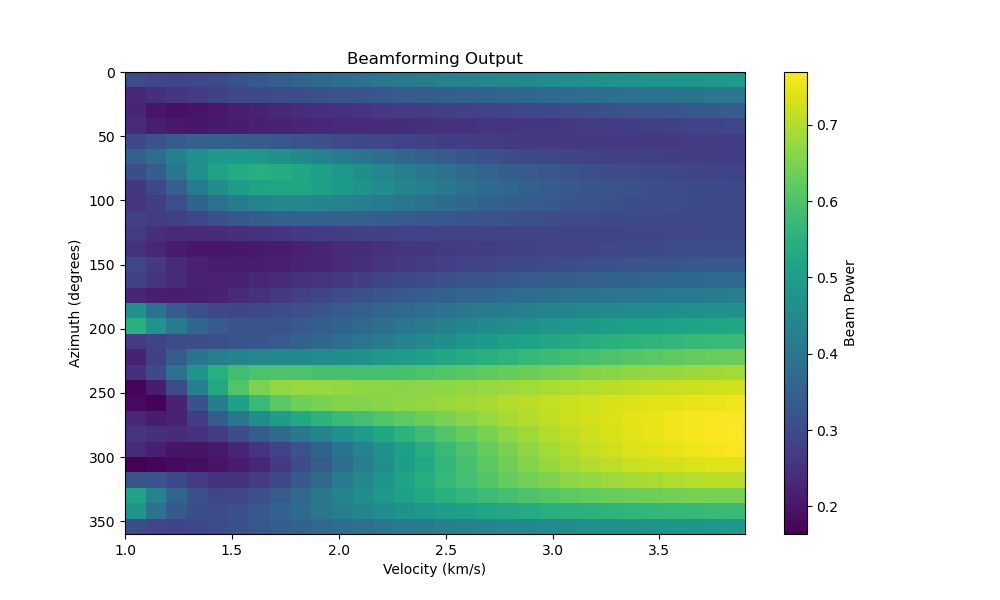 Beamforming Output
0
50
100
150
200
250
300
350
Azimuth (degrees)
1.0 1.5 2.0 2.5 3.0 3.5
Velocity (km/s)
0.7
0.6
0.5
0.4
0.3
0.2
Beam Power